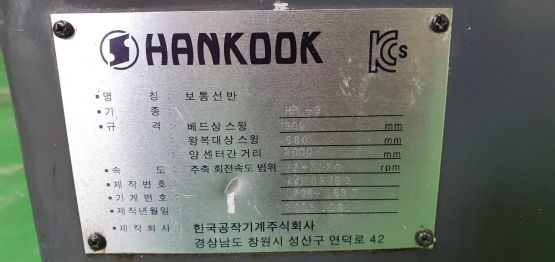 HANKOOK
KCs
▪ 명 칭 : 보통선반
▪ 기 종 :
▪ 규 격 : 베드상 스윙 mm
왕복대상 스윙 580 mm
양 센터간 거리 8000 mm
▪ 속 도 : 주축 회전속도 범위 rpm
▪ 제작 번호 :
▪ 기계 번호 :
▪ 제작년월일 :
▪ 제작 회사 : 한국공작기계주식회사
경상남도 창원시 성산구 연덕로 42